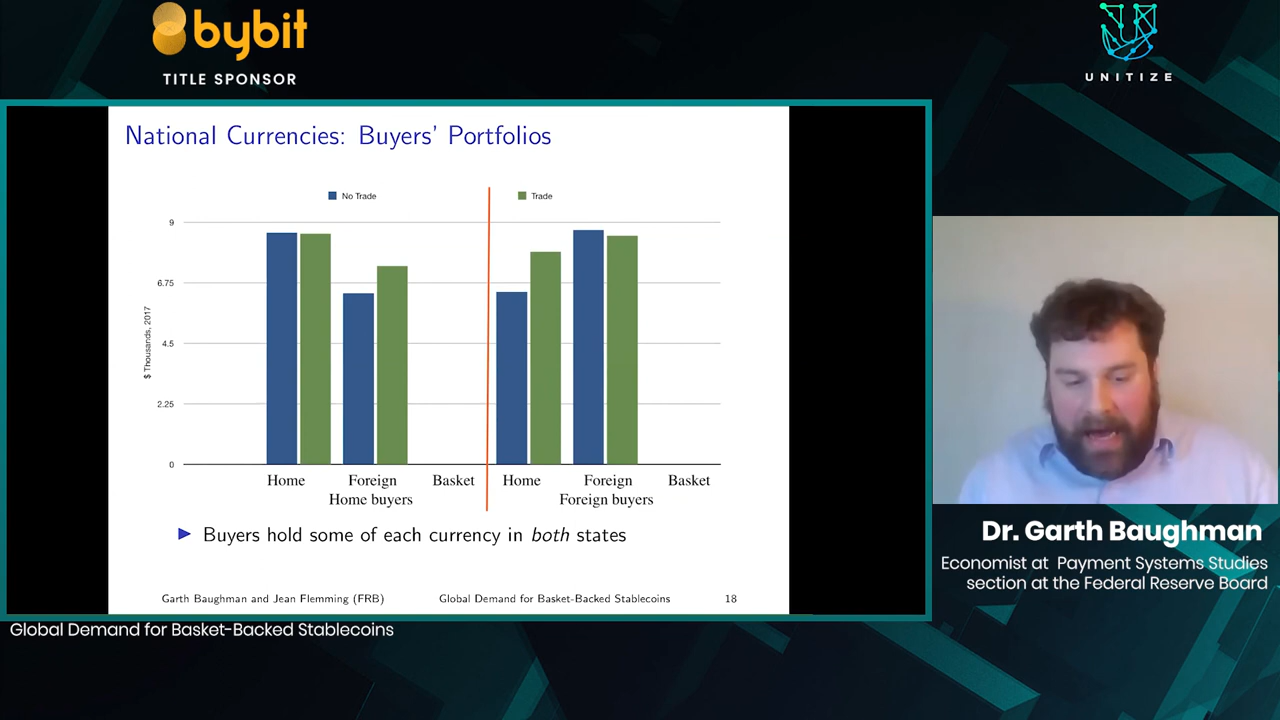 bybit
TITLE SPONSOR
UNITIZE
National Currencies: Buyers' Portfolios
No Trade
Trade
9
6.75
4.5
2.25
0
$ Thousands, 2017
Home Foreign Basket Home Foreign Basket
Home buyers Foreign buyers
▶ Buyers hold some of each currency in both states
Garth Baughman and Jean Flemming (FRB) Global Demand for Basket-Backed Stablecoins 18
Dr. Garth Baughman
Economist at Payment Systems Studies
section at the Federal Reserve Board
Global Demand for Basket-Backed Stablecoins